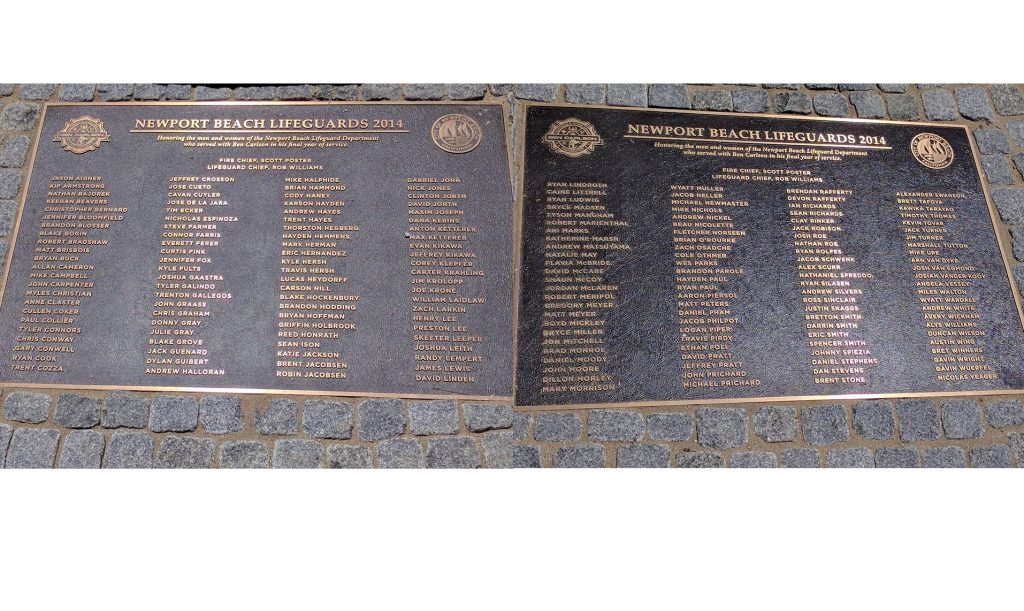 NEWPORT BEACH LIFEGUARDS 2014
Honoring the men and women of the Newport Beach Lifeguard Department
who served with Ben Carlson in his final year of service.
FIRE CHIEF, SCOTT POSTER
LIFEGUARD CHIEF, ROB WILLIAMS
JASON AIGNER
KIP ARMSTRONG
NATHAN BAJOREK
KEEGAN BEAVERS
CHRISTOPHER BERNARD
JENNIFER BLOOMFIELD
BRANDON BLOSSER
BLAKE BOGIN
ROBERT BRADSHAW
MATT BRISBOIS
BRYAN BUCK
ALLAN CAMERON
MIKE CAMPBELL
JOHN CARPENTER
MYLES CHRISTIAN
ANNE CLASTER
CULLEN COKER
PAUL COLLIER
TYLER CONNORS
CHRIS CONWAY
GARY CONWELL
RYAN COOK
TRENT COZZA
JEFFREY CROSSON
JOSE CUETO
CAVAN CUYLER
JOSE DE LA JARA
TIM ECKER
NICHOLAS ESPINOZA
STEVE FARMER
CONNOR FARRIS
EVERETT FERER
CURTIS FINK
JENNIFER FOX
KYLE FULTS
JOSHUA GAASTRA
TYLER GALINDO
TRENTON GALLEGOS
JOHN GRAASS
CHRIS GRAHAM
DONNY GRAY
JULIE GRAY
BLAKE GROVE
JACK GUENARD
DYLAN GUIBERT
ANDREW HALLORAN
MIKE HALPHIDE
BRIAN HAMMOND
CODY HANEY
KARSON HAYDEN
ANDREW HAYES
TRENT HAYES
THORSTON HEGBERG
HAYDEN HEMMENS
MARK HERMAN
ERIC HERNANDEZ
KYLE HERSH
TRAVIS HERSH
LUCAS HEYDORFF
CARSON HILL
BLAKE HOCKENBURY
BRANDON HODDING
BRYAN HOFFMAN
GRIFFIN HOLBROOK
REED HONRATH
SEAN ISON
KATIE JACKSON
BRENT JACOBSEN
ROBIN JACOBSEN
GABRIEL JOHN
NICK JONES
CLINTON JORTH
DAVID JORTH
MAXIM JOSEPH
DANA KERINS
ANTON KETTERER
MAX KETTERER
EVAN KIKAWA
JEFFREY KIKAWA
COREY KLEPFER
CARTER KRAHLING
JIM KROLOPP
JOE KRONE
WILLIAM LAIDLAW
ZACH LARKIN
HENRY LEE
PRESTON LEE
SKEETER LEEPER
JOSHUA LEITH
RANDY LEMPERT
JAMES LEWIS
DAVID LINDEN
NEWPORT BEACH LIFEGUARDS 2014
Honoring the men and women of the Newport Beach Lifeguard Department
who served with Ben Carlson in his final year of service.
FIRE CHIEF, SCOTT POSTER
LIFEGUARD CHIEF, ROB WILLIAMS
RYAN LINDROTH
CAINE LITTRELL
RYAN LUDWIG
BRYCE MADSEN
TYSON MANGHAM
ROBERT MARIENTHAL
ARI MARKS
KATHERINE MARSH
ANDREW MATSUYAMA
NATALIE MAY
FLAVIA McBRIDE
DAVID McCABE
SHAUN McCOY
JORDAN McLAREN
ROBERT MERIPOL
GREGORY MEYER
MATT MEYER
BOYD MICKLEY
BRYCE MILLER
JON MITCHELL
BRAD MONROE
DANIEL MOODY
JOHN MOORE
DILLON MORLEY
MARY MORRISON
WYATT MULLER
JACOB NELLER
MICHAEL NEWMASTER
MIKE NICHOLS
ANDREW NICKEL
BEAU NICOLETTE
FLETCHER NORSEEN
BRIAN O'ROURKE
ZACH OSADCHE
COLE OTHMER
WES PARKS
BRANDON PAROLE
HAYDEN PAUL
RYAN PAUL
AARON PIERSOL
MATT PETERS
DANIEL PHAM
JACOB PHILPOT
LOGAN PIPER
TRAVIS PIRDY
ETHAN POEL
DAVID PRATT
JEFFREY PRALT
JOHN PRICHARD
MICHAEL PRICHARD
BRENDAN RAFFERTY
DEVON RAFFERTY
IAN RICHARDS
SEAN RICHARDS
CLAY RINKER
JACK ROBISON
JOSH ROE
NATHAN ROE
RYAN ROLPES
JACOB SCHWENK
ALEX SCURR
NATHANIEL SFREDDO
RYAN SILASEN
ANDREW SILVERS
ROSS SINCLAIR
JUSTIN SKAGGS
BRETTON SMITH
DARRIN SMITH
ERIC SMITH
SPENCER SMITH
JOHNNY SPIEZIA
DANIEL STEPHENS
DAN STEVENS
BRENT STONE
ALEXANDER SWANSON
BRETT TAFOYA
KANIKA TARAYAO
TIMOTHY THOMAS
KEVIN TOVAR
JACK TURNER
JIM TURNER
MARSHALL TUTTON
MIKE URE
ARN VAN DYKE
JOSH VAN EGMOND
JOSIAH VANDER KODY
ANGELA VESSEY
MILES WALTON
WYATT WARDALL
ANDREW WHITE
AVERY WICKHAM
ALYS WILLIAMS
DUNCAN WILSON
AUSTIN WING
BRET WINNERS
GAVIN WRIGHT
GAVIN WUERFEL
NICOLAS YEAGER